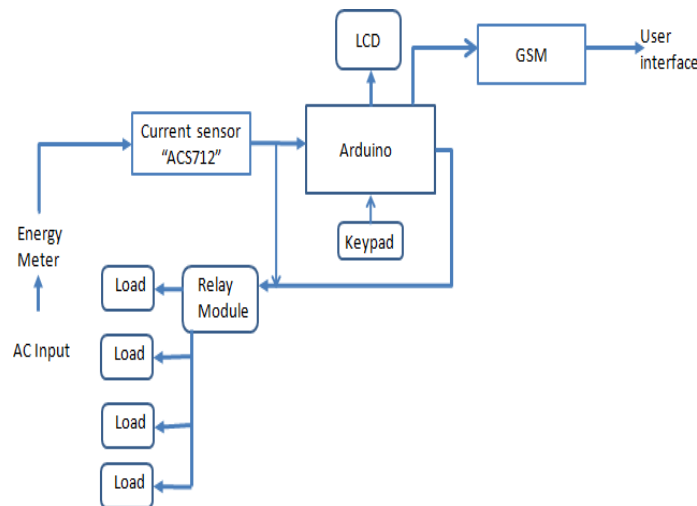 LCD
GSM
User
interface
Current sensor
“ACS712”
Arduino
Energy
Meter
Keypad
Load
Relay
Module
AC Input
Load
Load
Load